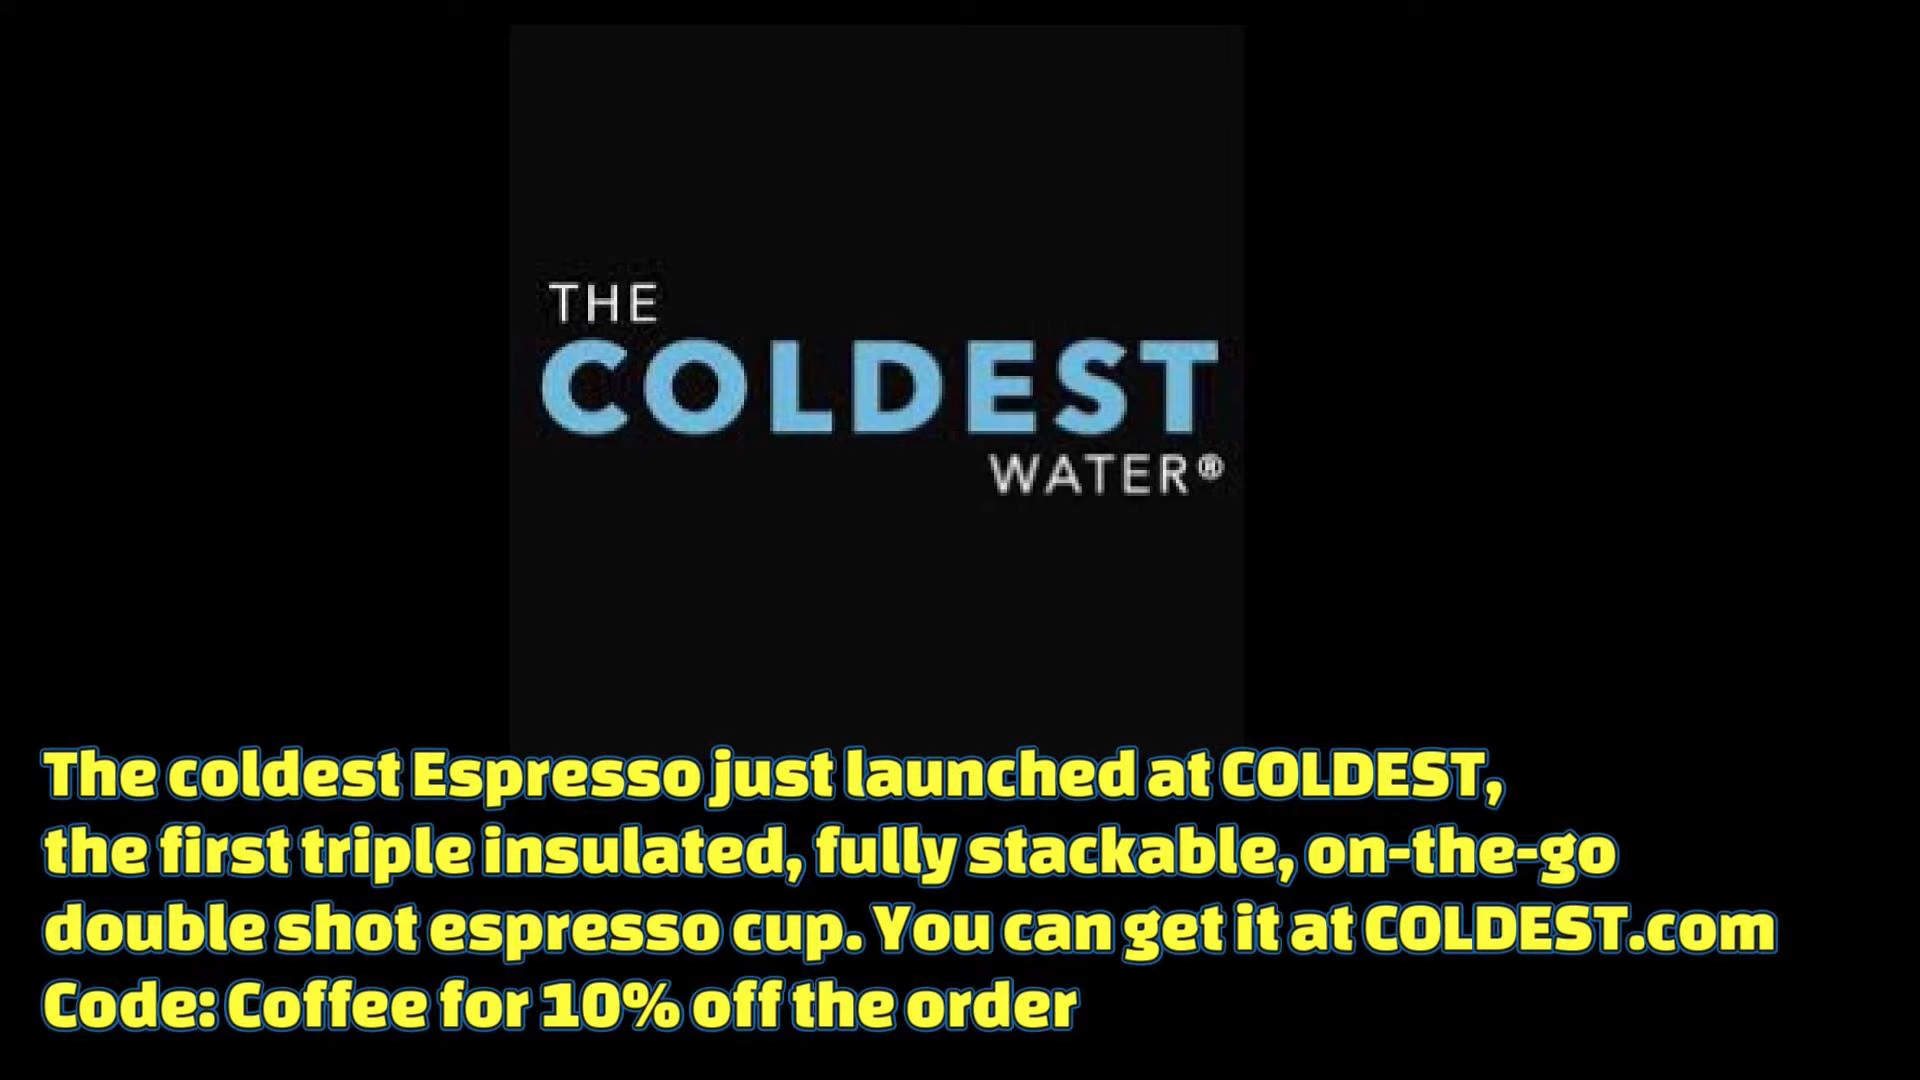 THE
COLDEST
WATER®
The coldest Espresso just launched at COLDEST,
the first triple insulated, fully stackable, on-the-go
double shot espresso cup. You can get it at COLDEST.com
Code: Coffee for 10% off the order